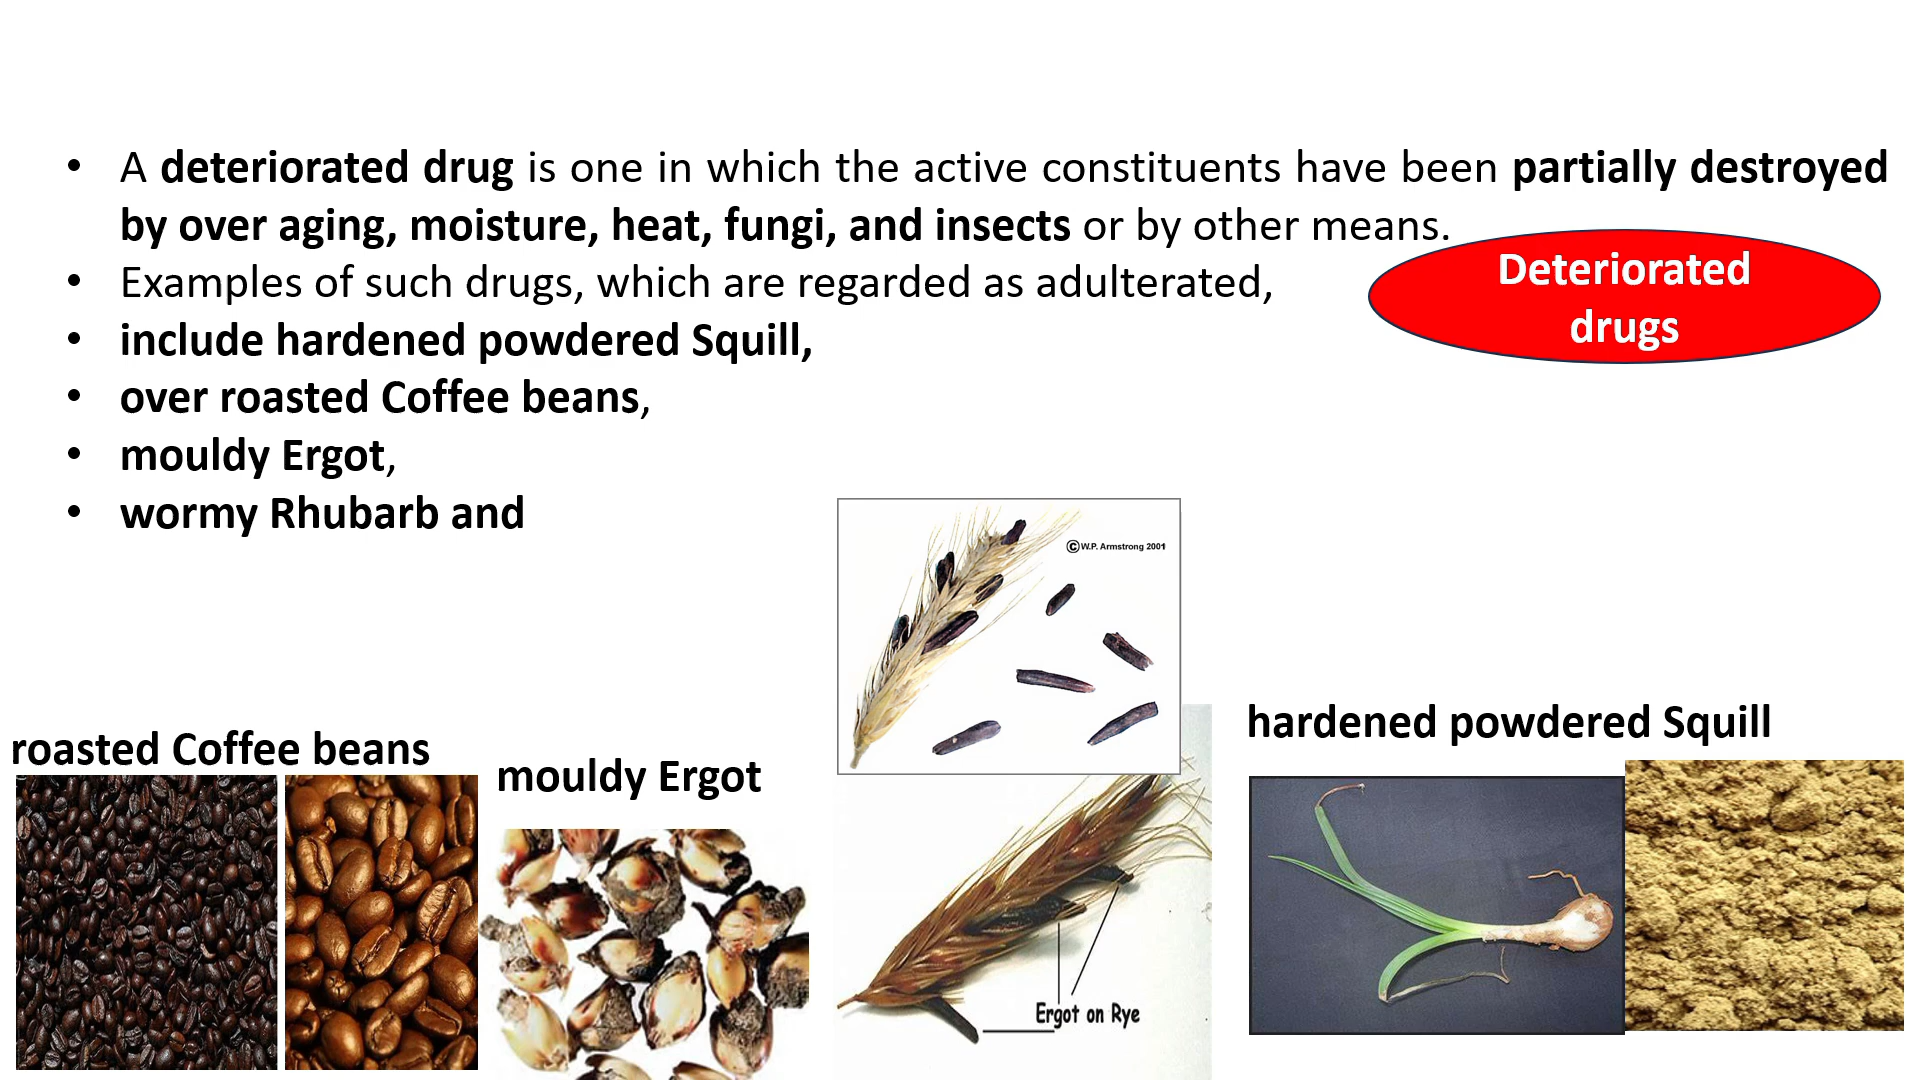 • A deteriorated drug is one in which the active constituents have been partially destroyed
by over aging, moisture, heat, fungi, and insects or by other means.
• Examples of such drugs, which are regarded as adulterated,
• include hardened powdered Squill,
• over roasted Coffee beans,
• mouldy Ergot,
• wormy Rhubarb and
Deteriorated
drugs
©W.P. Armstrong 2001
roasted Coffee beans
mouldy Ergot
Ergot on Rye
hardened powdered Squill